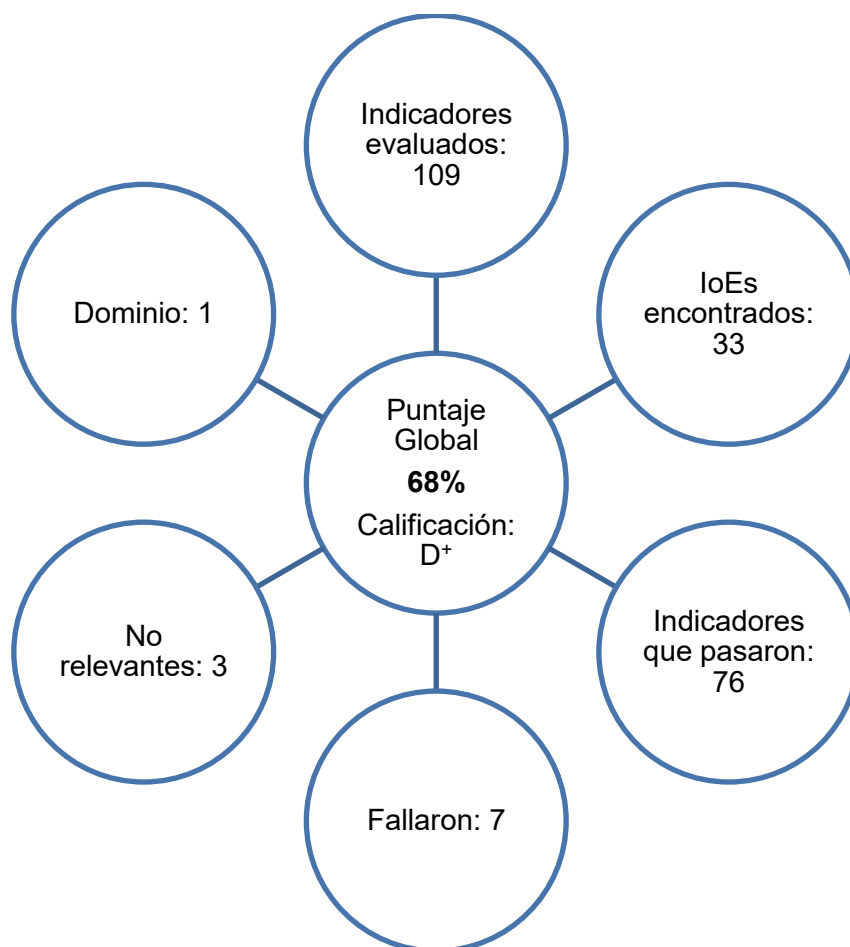 Indicadores
evaluados:
109
Dominio: 1
IoEs
encontrados:
33
Puntaje
Global
68%
Calificación:
D⁺
No
relevantes: 3
Indicadores
que pasaron:
76
Fallaron: 7